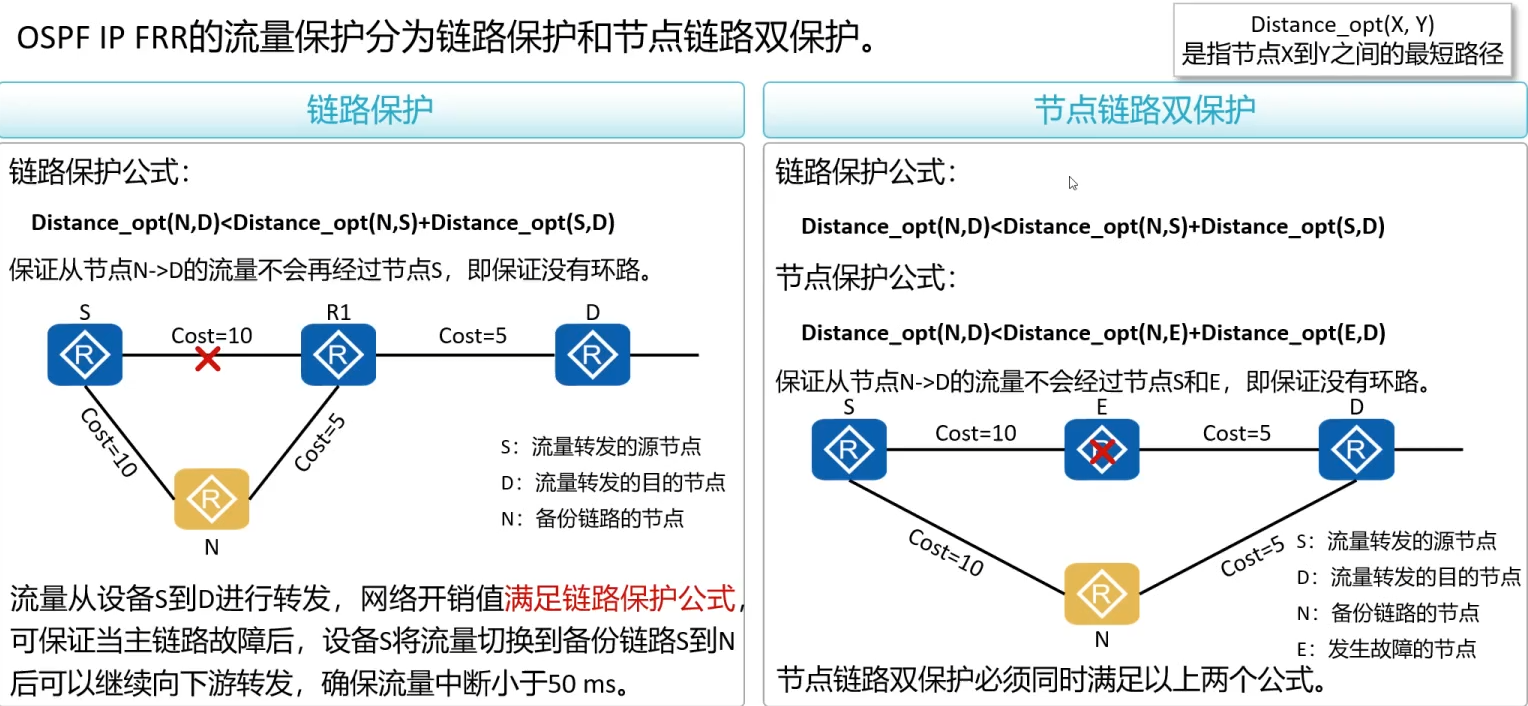 OSPF IP FRR的流量保护分为链路保护和节点链路双保护。
Distance_opt(X, Y)
是指节点X到Y之间的最短路径
链路保护
链路保护公式：
Distance_opt(N,D)<Distance_opt(N,S)+Distance_opt(S,D)
保证从节点N->D的流量不会再经过节点S，即保证没有环路。
S
R1
D
Cost=10
Cost=5
R
R
R
Cost=10
Cost=5
R
N
S：流量转发的源节点
D：流量转发的目的节点
N：备份链路的节点
流量从设备S到D进行转发，网络开销值满足链路保护公式，
可保证当主链路故障后，设备S将流量切换到备份链路S到N
后可以继续向下游转发，确保流量中断小于50 ms。
节点链路双保护
链路保护公式：
Distance_opt(N,D)<Distance_opt(N,S)+Distance_opt(S,D)
节点保护公式：
Distance_opt(N,D)<Distance_opt(N,E)+Distance_opt(E,D)
保证从节点N->D的流量不会经过节点S和E，即保证没有环路。
S
E
D
Cost=10
Cost=5
R
R
R
Cost=10
Cost=5
R
N
S：流量转发的源节点
D：流量转发的目的节点
N：备份链路的节点
E：发生故障的节点
节点链路双保护必须同时满足以上两个公式。